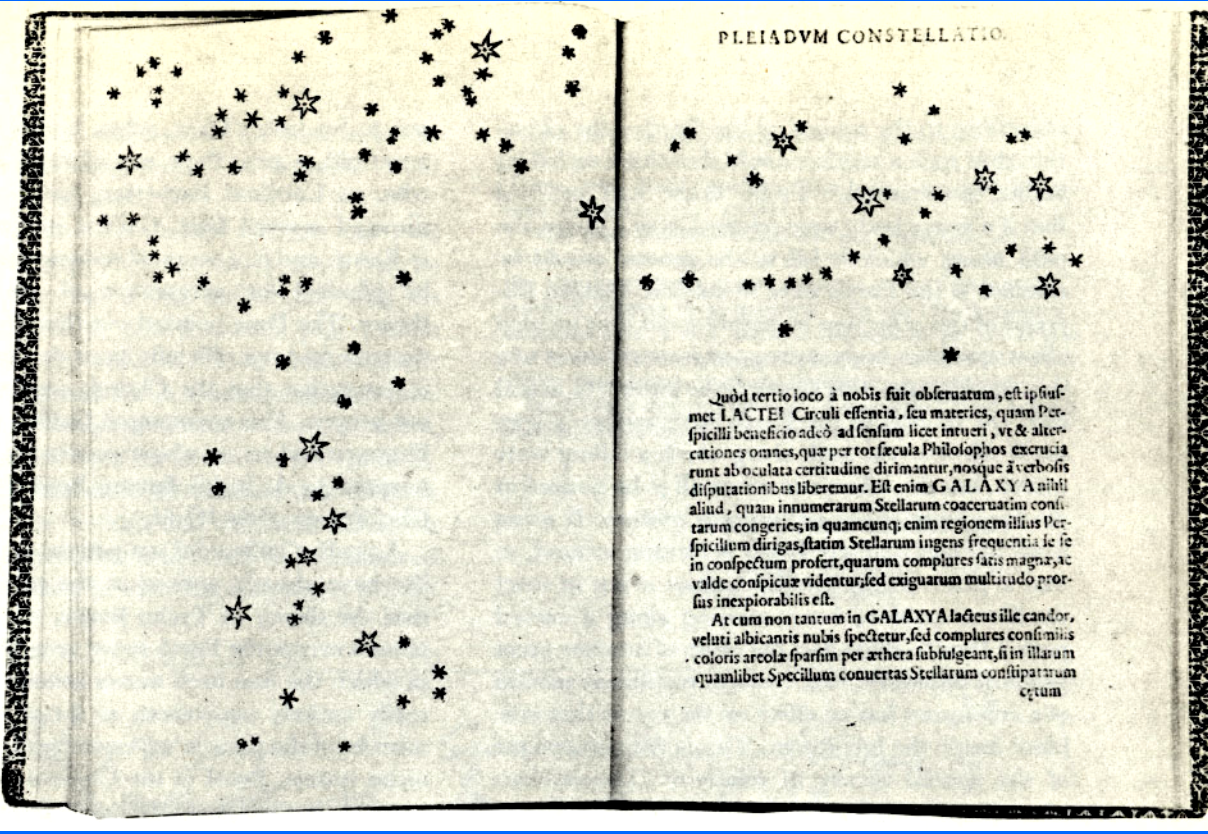 PLEIADVM CONSTELLATIO.
Quòd tertio loco à nobis fuit obſeruatum, eſt ipſiuſ-
met LACTEI Circuli eſſentia, ſeu materies, quam Per-
ſpicilli beneficio adeò ad ſenſum licet intueri, vt & alter-
cationes omnes, quæ per tot ſæcula Philoſophos excrucia
runt ab oculata certitudine dirimantur, noſque à verboſis
diſputationibus liberemur. Eſt enim GALAXYA nihil
aliud, quam innumerarum Stellarum coaceruatim conſi-
tarum congeries; in quamcunq; enim regionem illius Per-
ſpicillum dirigas, ſtatim Stellarum ingens frequentia ſe ſe
in conſpectum profert, quarum complures ſatis magnæ, ac
valde conſpicuæ videntur; ſed exiguarum multitudo pror-
ſus inexplorabilis eſt.
At cum non tantum in GALAXYA lacteus ille candor,
veluti albicantis nubis ſpectetur, ſed complures conſimilis
coloris areolæ ſparſim per æthera ſubfulgeant, ſi in illarum
quamlibet Specillum conuertas Stellarum conſtipatarum
cętum